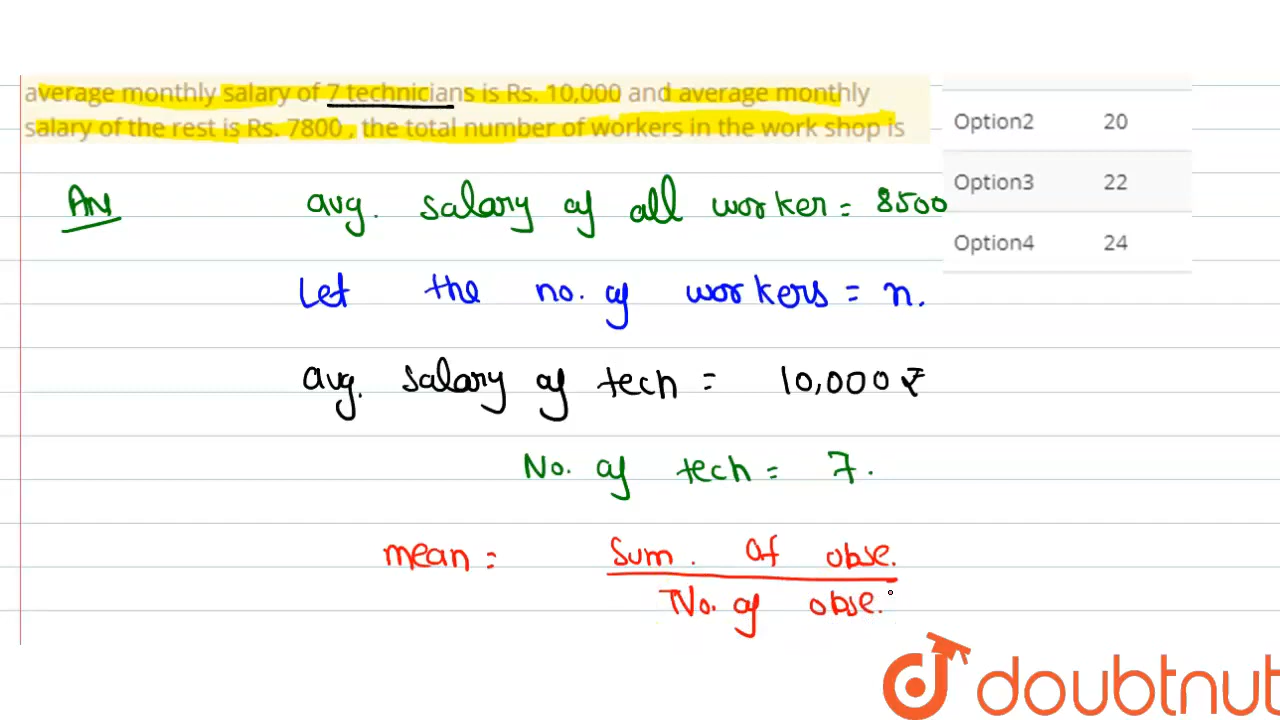 average monthly salary of 7 technicians is Rs. 10,000 and average monthly
salary of the rest is Rs. 7800 , the total number of workers in the work shop is
Option2 20
Option3 22
Option4 24
Ans avg. salary of all worker = 8500
Let the no. of workers = n.
avg. salary of tech = 10,000 ₹
No. of tech = 7.
mean = Sum. of obse.
No. of obse.
doubtnut